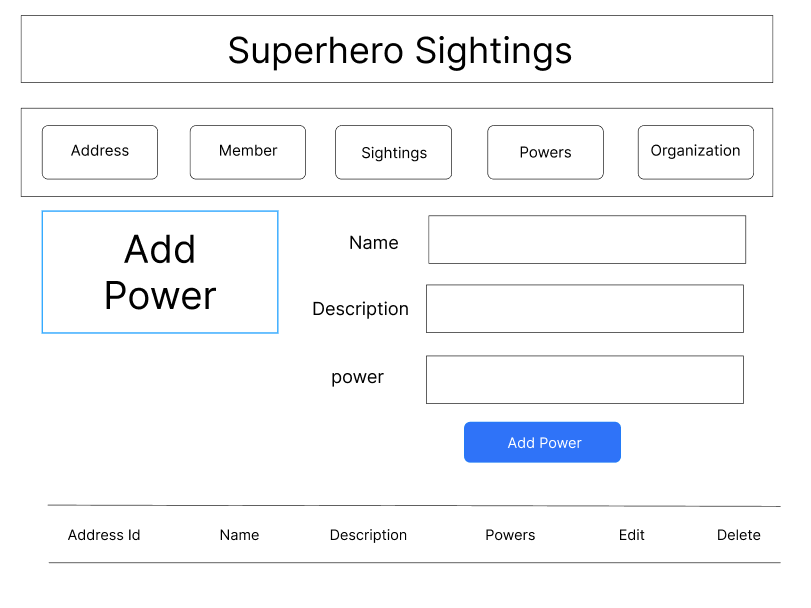 Superhero Sightings
Address Member Sightings Powers Organization
Add
Power
Name
Description
power
Add Power
Address Id Name Description Powers Edit Delete